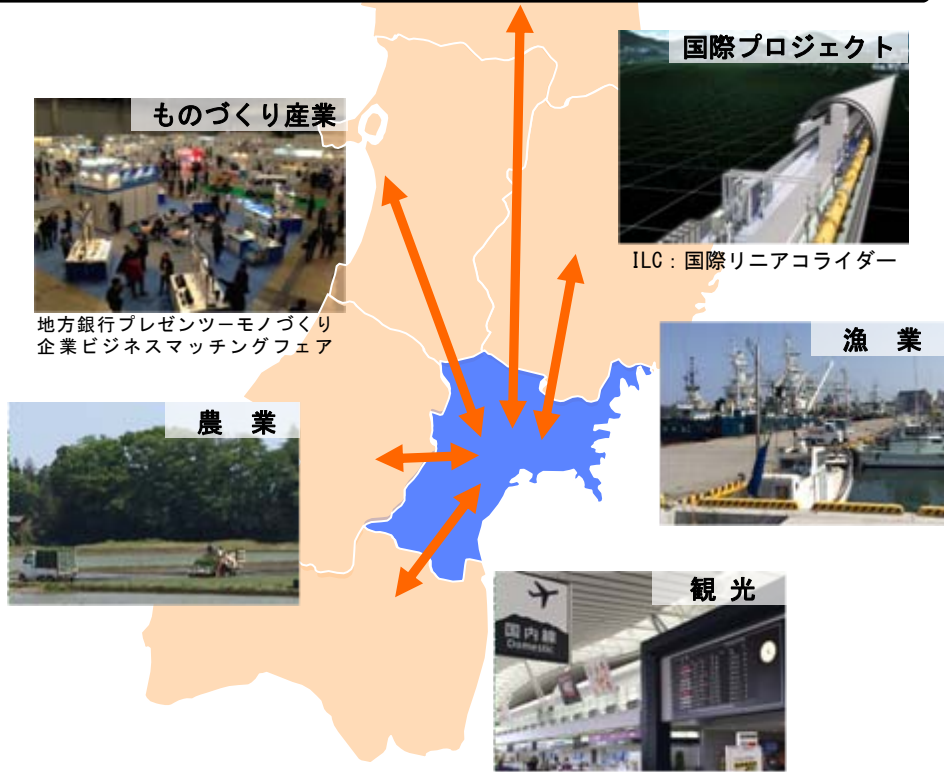 国際プロジェクト
ILC：国際リニアコライダー
ものづくり産業
地方銀行プレゼンツーモノづくり
企業ビジネスマッチングフェア
漁　業
農　業
観 光
国内線
Domestic